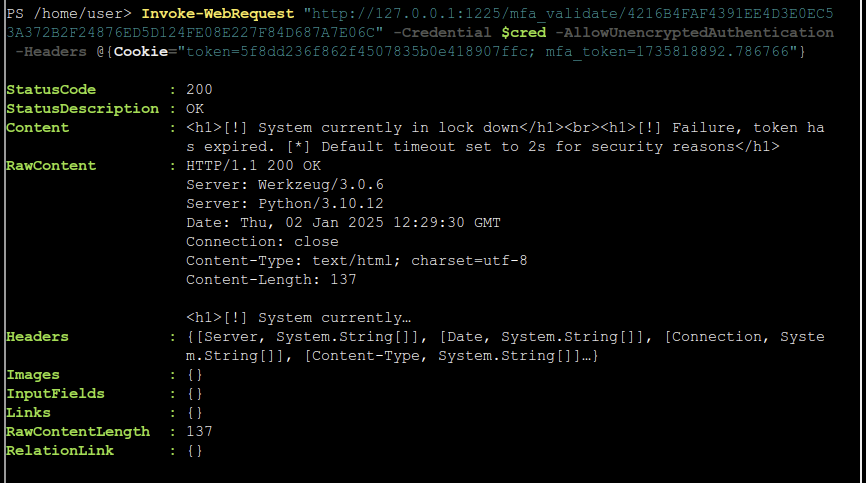 PS /home/user> Invoke-WebRequest "http://127.0.0.1:1225/mfa_validate/4216B4FAF4391EE4D3E0EC5
3A372B2F24876ED5D124FE08E227F84D687A7E06C" -Credential $cred -AllowUnencryptedAuthentication
-Headers @{Cookie="token=5f8dd236f862f4507835b0e418907ffc; mfa_token=1735818892.786766"}
StatusCode : 200
StatusDescription : OK
Content : <h1>[!] System currently in lock down</h1><br><h1>[!] Failure, token ha
s expired. [*] Default timeout set to 2s for security reasons</h1>
RawContent : HTTP/1.1 200 OK
Server: Werkzeug/3.0.6
Server: Python/3.10.12
Date: Thu, 02 Jan 2025 12:29:30 GMT
Connection: close
Content-Type: text/html; charset=utf-8
Content-Length: 137
<h1>[!] System currently…
Headers : {[Server, System.String[]], [Date, System.String[]], [Connection, Syste
m.String[]], [Content-Type, System.String[]]…}
Images : {}
InputFields : {}
Links : {}
RawContentLength : 137
RelationLink : {}